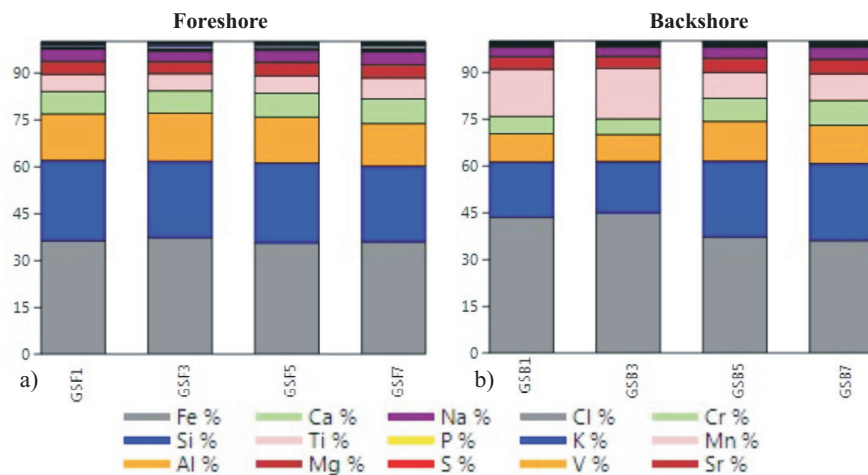 Foreshore
Backshore
90
75
60
45
30
15
0
GSF1
GSF3
GSF5
GSF7
a)
90
75
60
45
30
15
0
GSB1
GSB3
GSB5
GSB7
b)
Fe % Ca % Na % Cl % Cr %
Si % Ti % P % K % Mn %
Al % Mg % S % V % Sr %